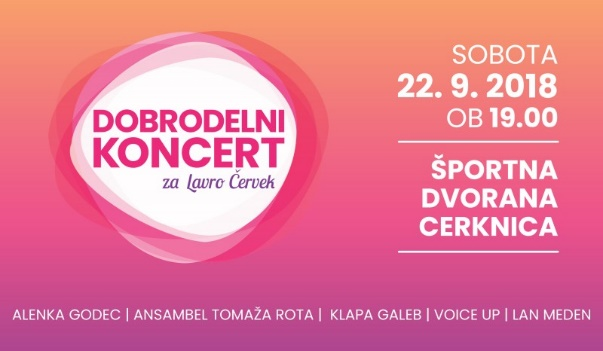 DOBRODELNI
KONCERT
za Lavro Červek
SOBOTA
22. 9. 2018
OB 19.00
ŠPORTNA
DVORANA
CERKNICA
ALENKA GODEC | ANSAMBEL TOMAŽA ROTA | KLAPA GALEB | VOICE UP | LAN MEDEN